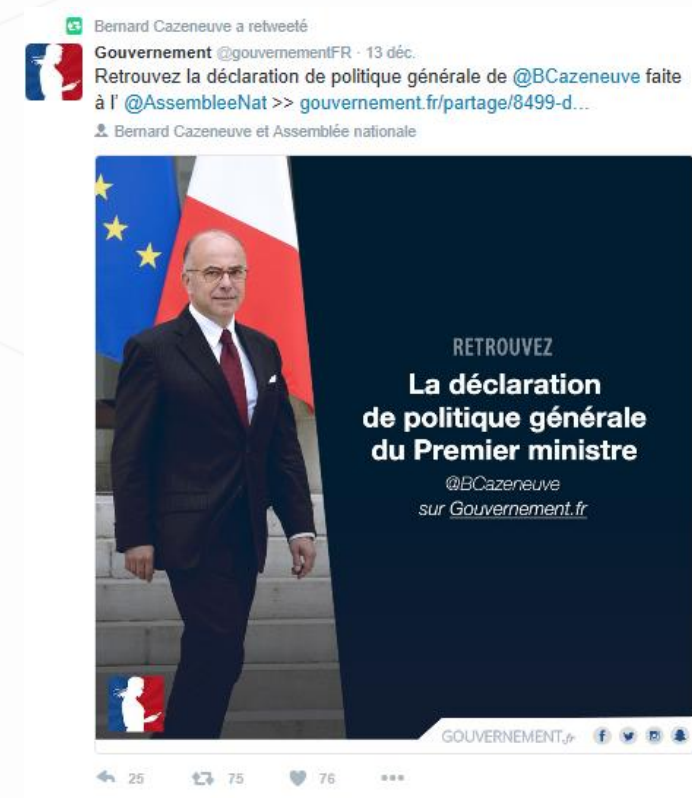 Bernard Cazeneuve a retweeté
Gouvernement @gouvernementFR · 13 déc.
Retrouvez la déclaration de politique générale de @BCazeneuve faite
à l' @AssembleeNat >> gouvernement.fr/partage/8499-d...
Bernard Cazeneuve et Assemblée nationale
RETROUVEZ
La déclaration
de politique générale
du Premier ministre
@BCazeneuve
sur Gouvernement.fr
GOUVERNEMENT.fr
25 75 76